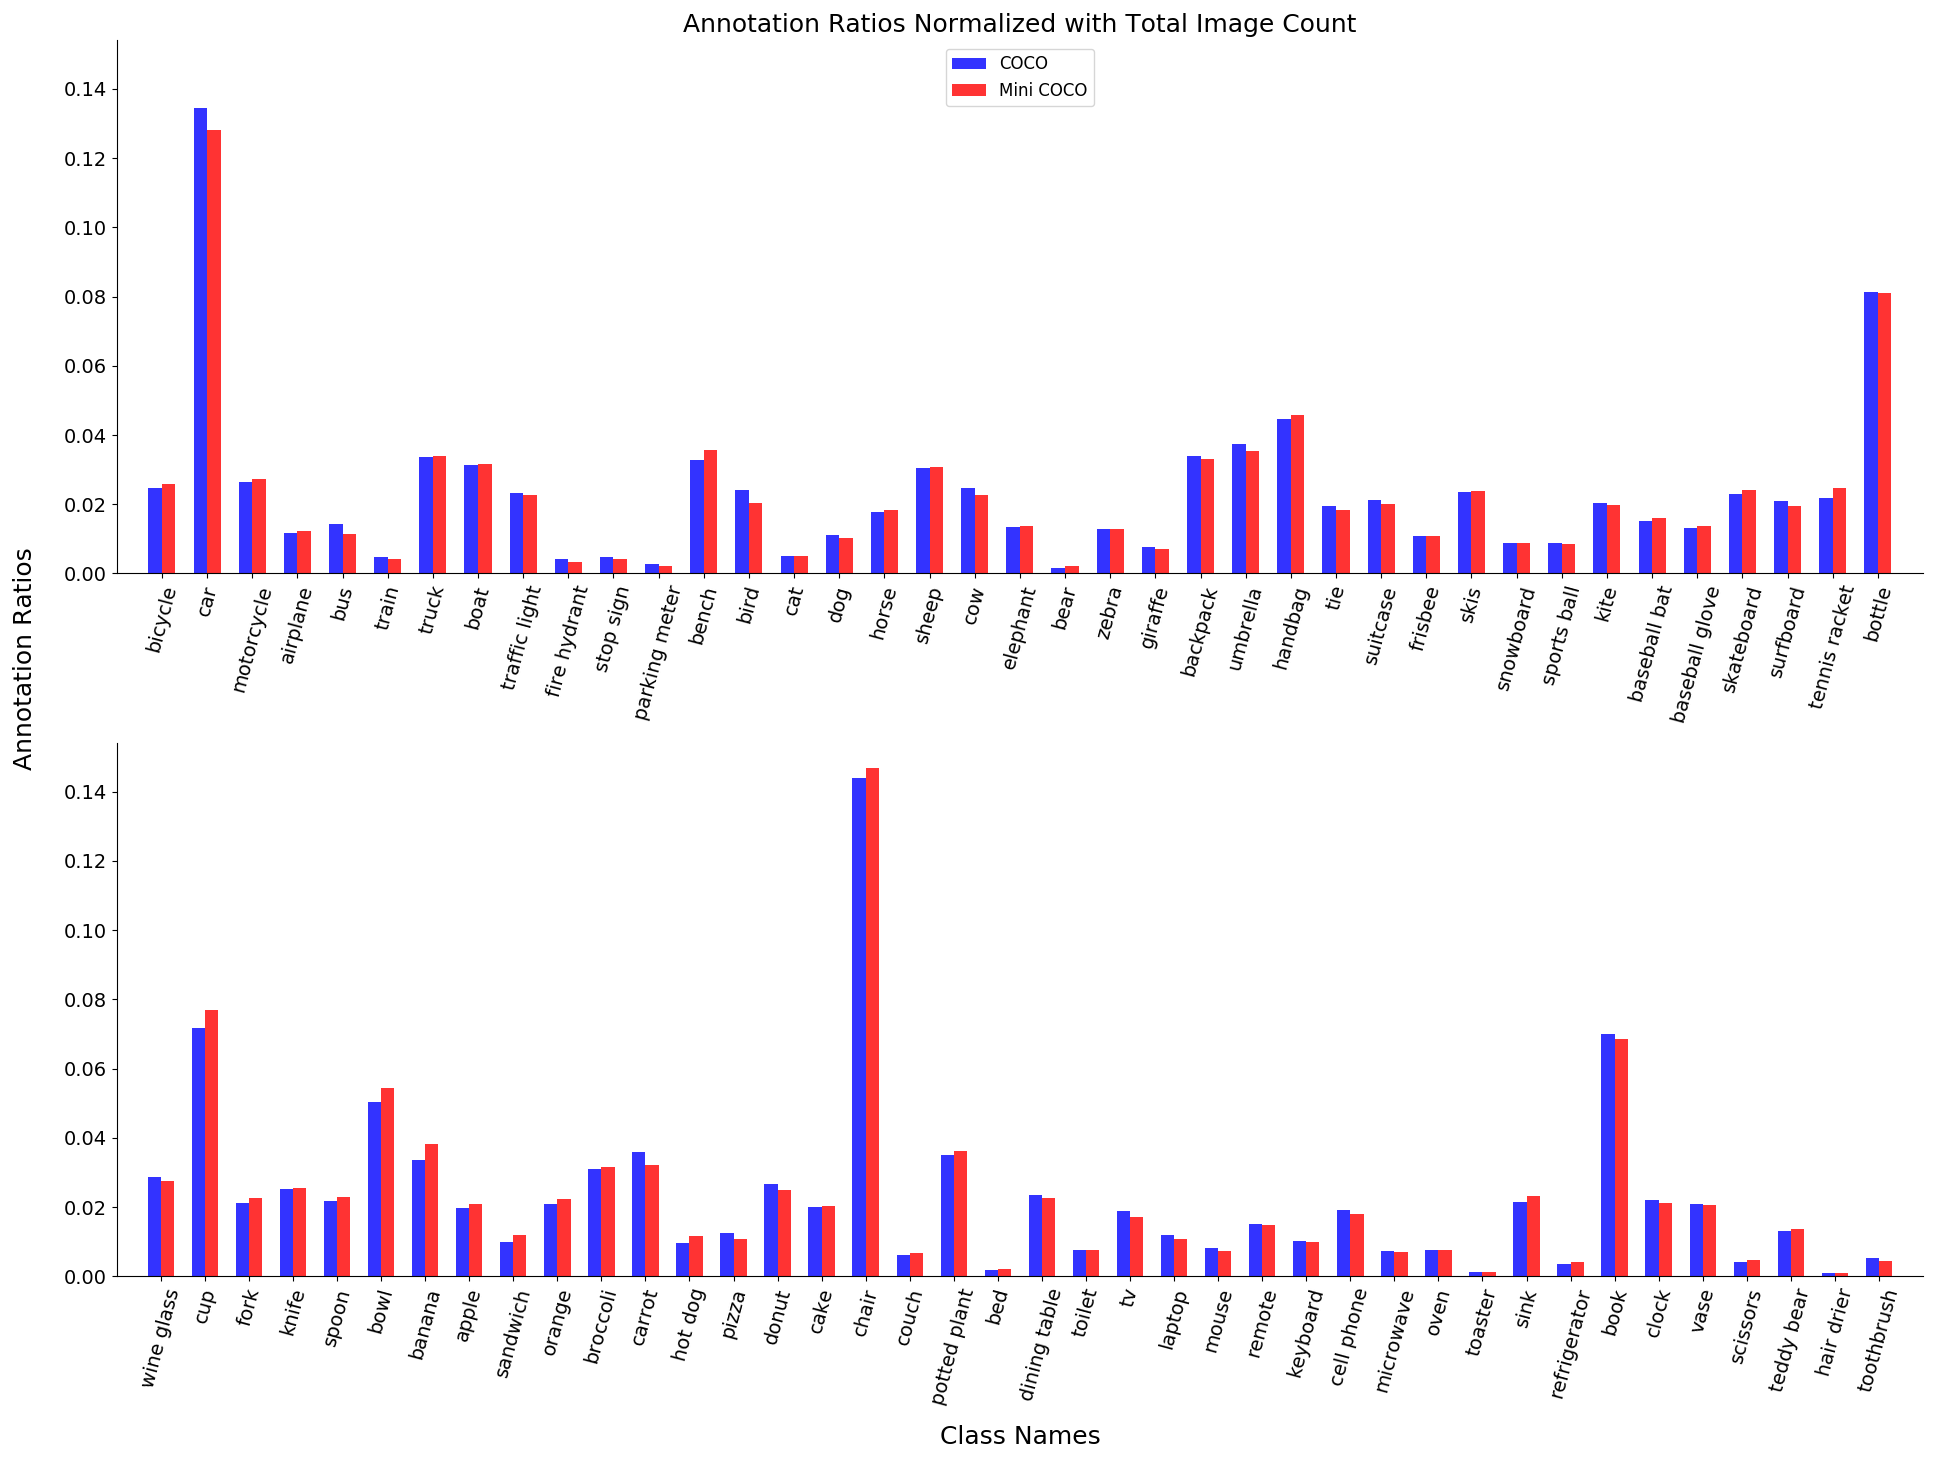 Annotation Ratios Normalized with Total Image Count
COCO
Mini COCO
0.14
0.12
0.10
0.08
0.06
0.04
0.02
0.00
bicycle
car
motorcycle
airplane
bus
train
truck
boat
traffic light
fire hydrant
stop sign
parking meter
bench
bird
cat
dog
horse
sheep
cow
elephant
bear
zebra
giraffe
backpack
umbrella
handbag
tie
suitcase
frisbee
skis
snowboard
sports ball
kite
baseball bat
baseball glove
skateboard
surfboard
tennis racket
bottle
Annotation Ratios
0.14
0.12
0.10
0.08
0.06
0.04
0.02
0.00
wine glass
cup
fork
knife
spoon
bowl
banana
apple
sandwich
orange
broccoli
carrot
hot dog
pizza
donut
cake
chair
couch
potted plant
bed
dining table
toilet
tv
laptop
mouse
remote
keyboard
cell phone
microwave
oven
toaster
sink
refrigerator
book
clock
vase
scissors
teddy bear
hair drier
toothbrush
Class Names